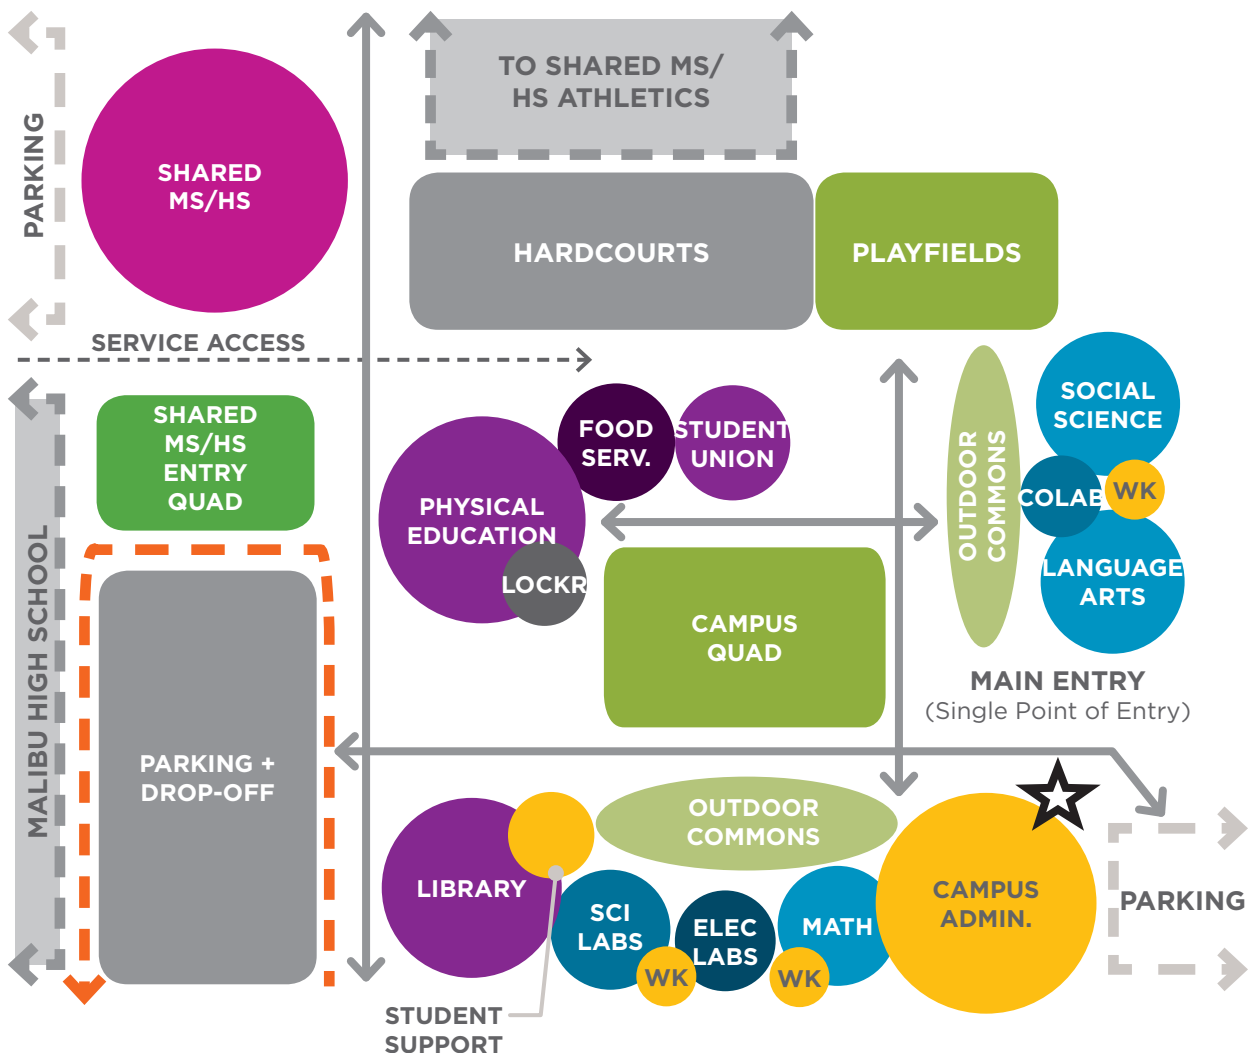 PARKING
SHARED
MS/HS
TO SHARED MS/
HS ATHLETICS
HARDCOURTS
PLAYFIELDS
SERVICE ACCESS
SHARED
MS/HS
ENTRY
QUAD
MALIBU HIGH SCHOOL
PARKING +
DROP-OFF
FOOD
SERV.
STUDENT
UNION
PHYSICAL
EDUCATION
LOCKR
CAMPUS
QUAD
OUTDOOR
COMMONS
SOCIAL
SCIENCE
COLAB
WK
LANGUAGE
ARTS
MAIN ENTRY
(Single Point of Entry)
OUTDOOR
COMMONS
LIBRARY
SCI
LABS
WK
ELEC
LABS
WK
MATH
CAMPUS
ADMIN.
PARKING
STUDENT
SUPPORT